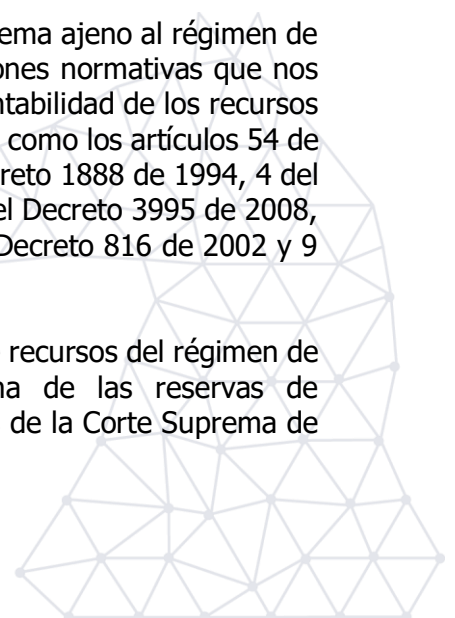 ema ajeno al régimen de
ones normativas que nos
ntabilidad de los recursos
como los artículos 54 de
reto 1888 de 1994, 4 del
el Decreto 3995 de 2008,
Decreto 816 de 2002 y 9
recursos del régimen de
na de las reservas de
de la Corte Suprema de